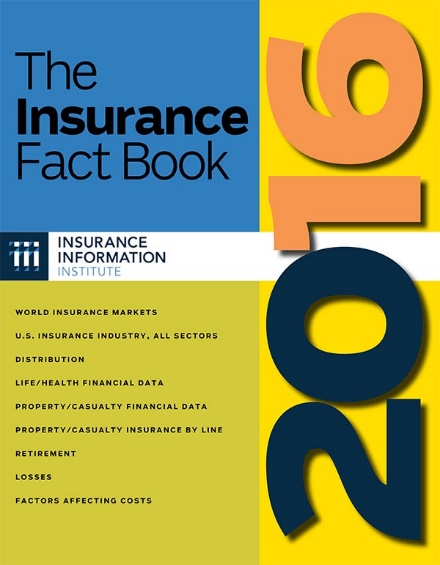 The
Insurance
Fact Book
2016
iii
INSURANCE
INFORMATION
INSTITUTE
WORLD INSURANCE MARKETS
U.S. INSURANCE INDUSTRY, ALL SECTORS
DISTRIBUTION
LIFE/HEALTH FINANCIAL DATA
PROPERTY/CASUALTY FINANCIAL DATA
PROPERTY/CASUALTY INSURANCE BY LINE
RETIREMENT
LOSSES
FACTORS AFFECTING COSTS